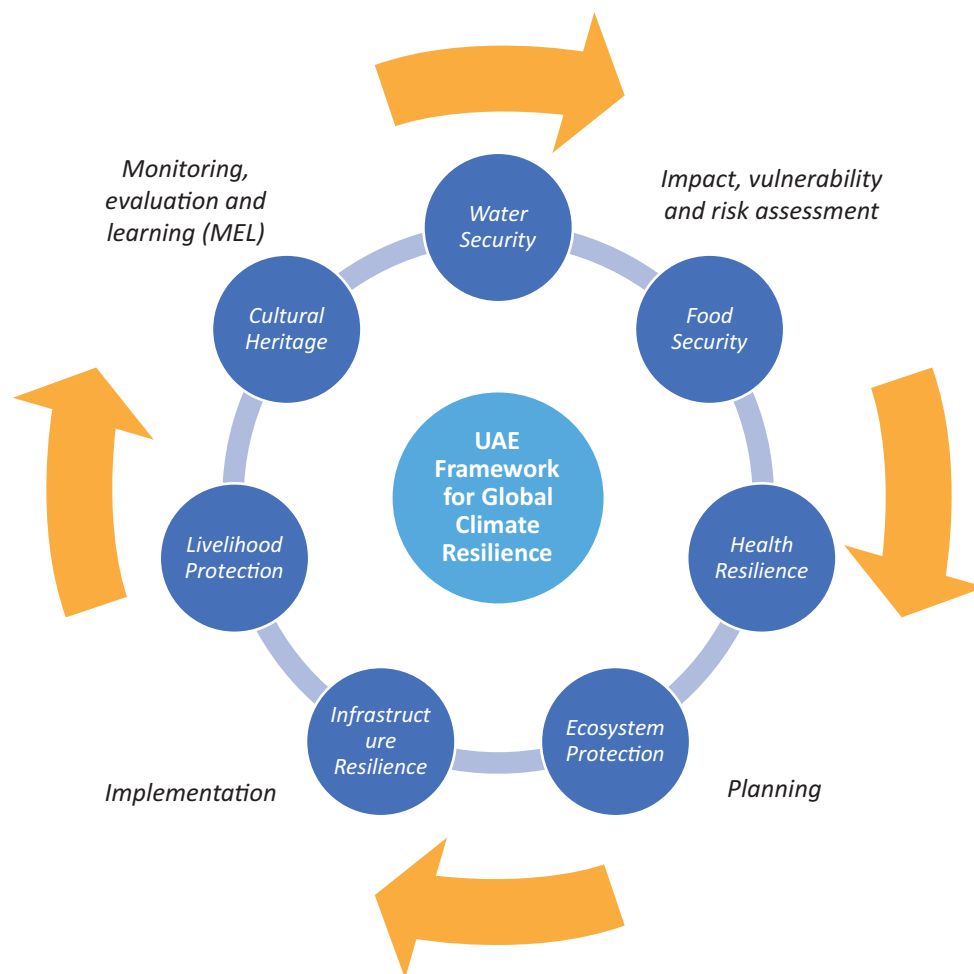 Monitoring,
evaluation and
learning (MEL)
Impact, vulnerability
and risk assessment
Water
Security
Cultural
Heritage
Food
Security
UAE
Framework
for Global
Climate
Resilience
Livelihood
Protection
Health
Resilience
Infrastruct
ure
Resilience
Ecosystem
Protection
Implementation
Planning